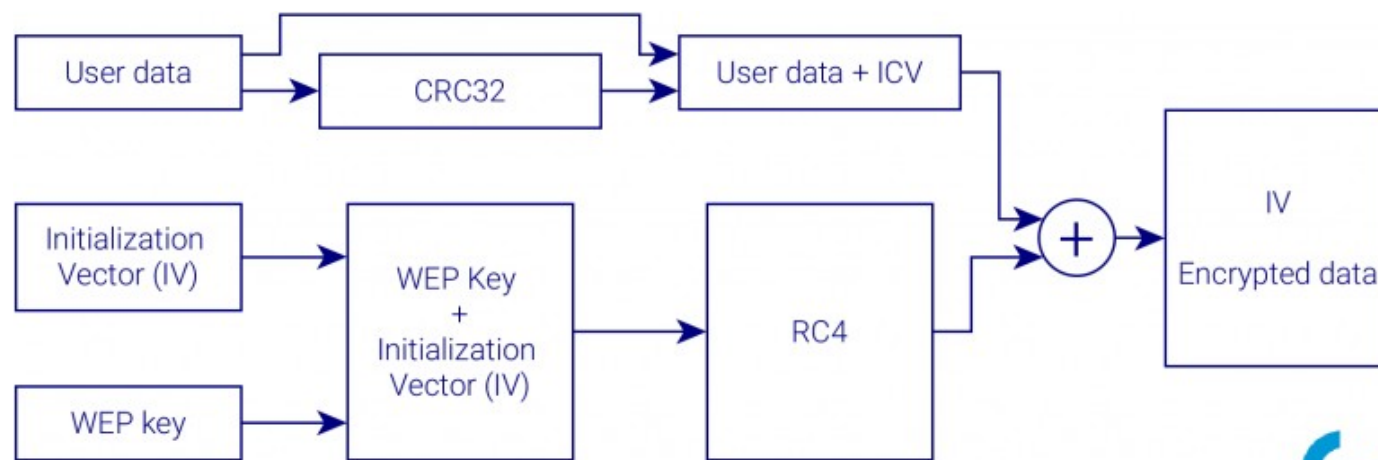 User data
CRC32
User data + ICV
Initialization
Vector (IV)
WEP key
WEP Key
+
Initialization
Vector (IV)
RC4
+
IV
Encrypted data